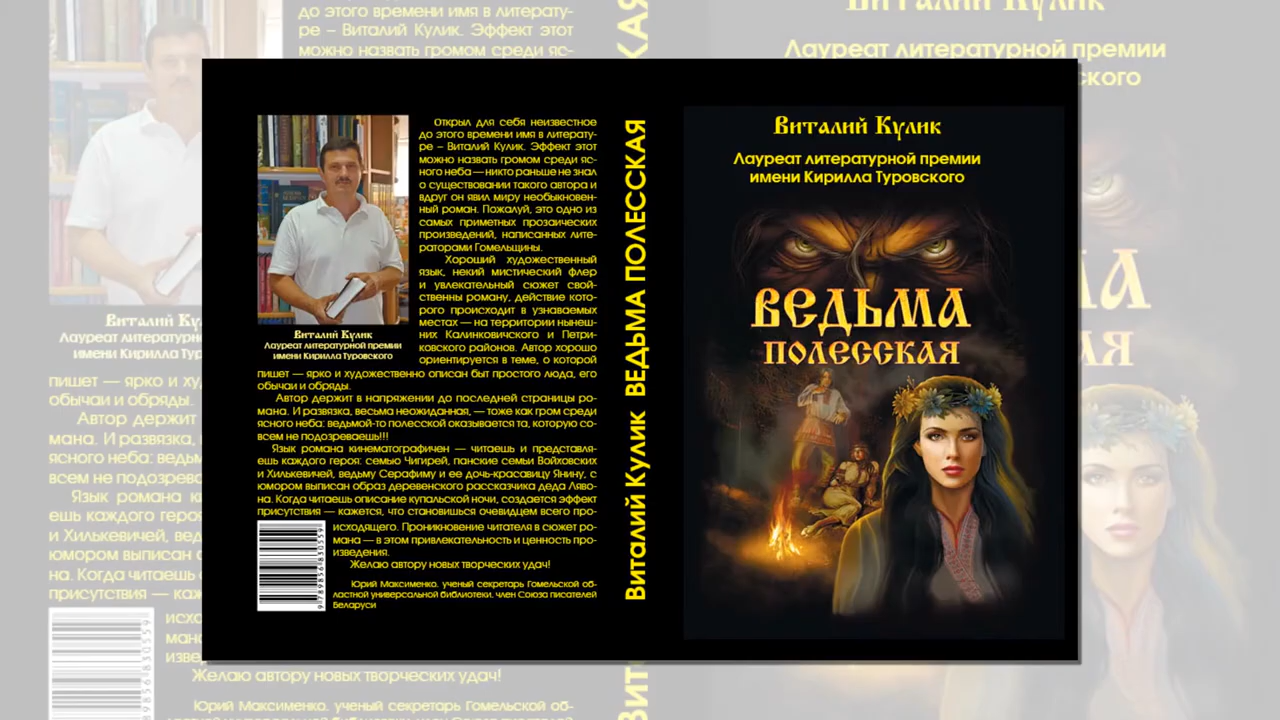 Открыл для себя неизвестное
до этого времени имя в литерату-
ре – Виталий Кулик. Эффект этот
можно назвать громом среди яс-
ного неба — никто раньше не знал
о существовании такого автора и
вдруг он явил миру необыкновен-
ный роман. Пожалуй, это одно из
самых приметных прозаических
произведений, написанных лите-
раторами Гомельщины.
Хороший художественный
язык, некий мистический флер
и увлекательный сюжет свой-
ственны роману, действие кото-
рого происходит в узнаваемых
местах — на территории нынеш-
них Калинковичского и Петри-
ковского районов. Автор хорошо
ориентируется в теме, о которой
пишет — ярко и художественно описан быт простого люда, его
обычаи и обряды.
Автор держит в напряжении до последней страницы ро-
мана. И развязка, весьма неожиданная, — тоже как гром среди
ясного неба: ведьмой-то полесской оказывается та, которую со-
всем не подозреваешь!!!
Язык романа кинематографичен — читаешь и представля-
ешь каждого героя: семью Чигирей, панские семьи Войховских
и Хилькевичей, ведьму Серафиму и ее дочь-красавицу Янину, с
юмором выписан образ деревенского рассказчика деда Ляво-
на. Когда читаешь описание купальской ночи, создается эффект
присутствия — кажется, что становишься очевидцем всего про-
исходящего. Проникновение читателя в сюжет ро-
мана — в этом привлекательность и ценность про-
изведения.
Желаю автору новых творческих удач!
Юрий Максименко, ученый секретарь Гомельской об-
ластной универсальной библиотеки, член Союза писателей
Беларуси
Виталий Кулик
Лауреат литературной премии
имени Кирилла Туровского
9 789856 830559
Виталий Кулик ВЕДЬМА ПОЛЕССКАЯ
Виталий Кулик
Лауреат литературной премии
имени Кирилла Туровского
ВЕДЬМА
ПОЛЕССКАЯ